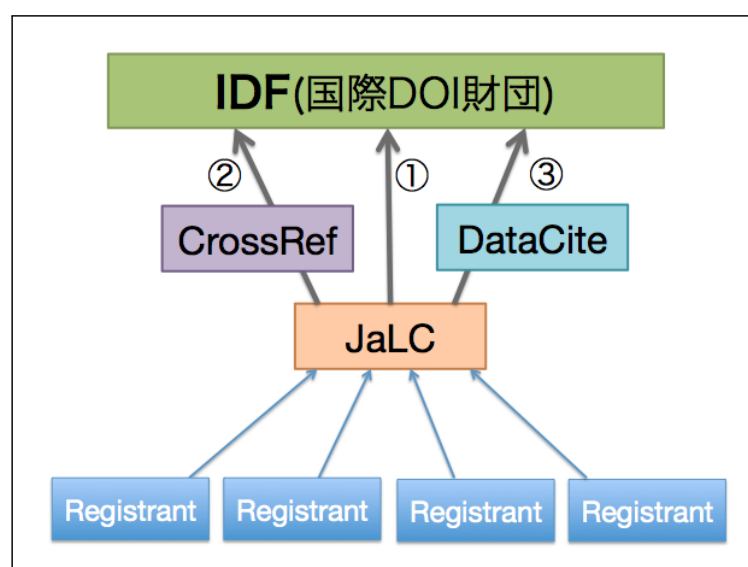 IDF(国際DOI財団)
② ① ③
CrossRef DataCite
JaLC
Registrant Registrant Registrant Registrant